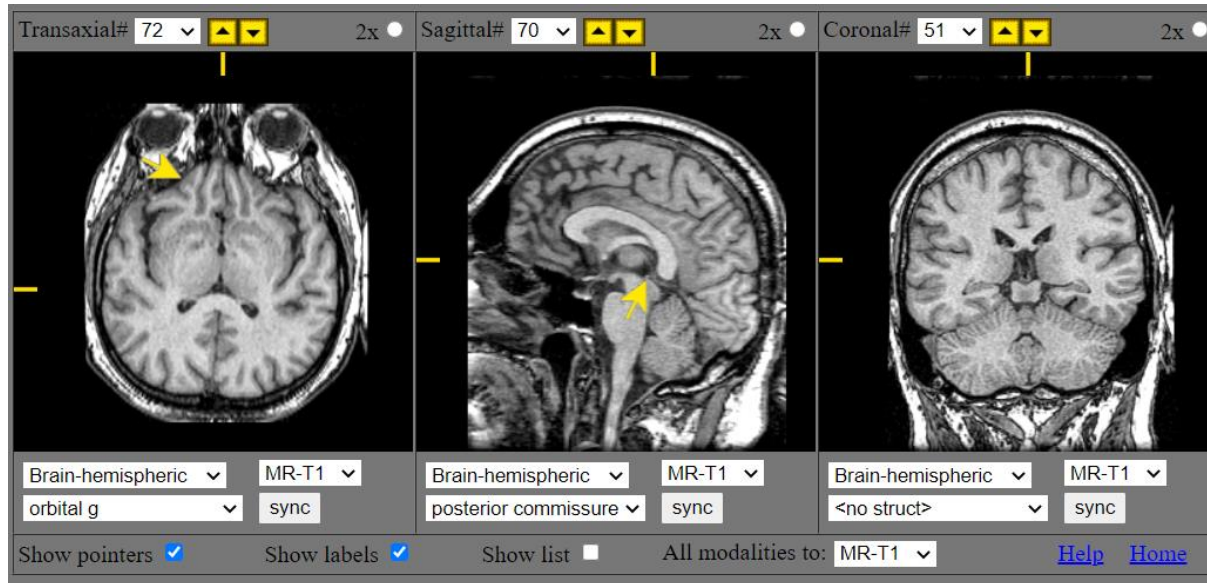 Transaxial# 72 2x Sagittal# 70 2x Coronal# 51 2x
Brain-hemispheric MR-T1 Brain-hemispheric MR-T1 Brain-hemispheric MR-T1
orbital g sync posterior commissure sync <no struct> sync
Show pointers Show labels Show list All modalities to: MR-T1 Help Home